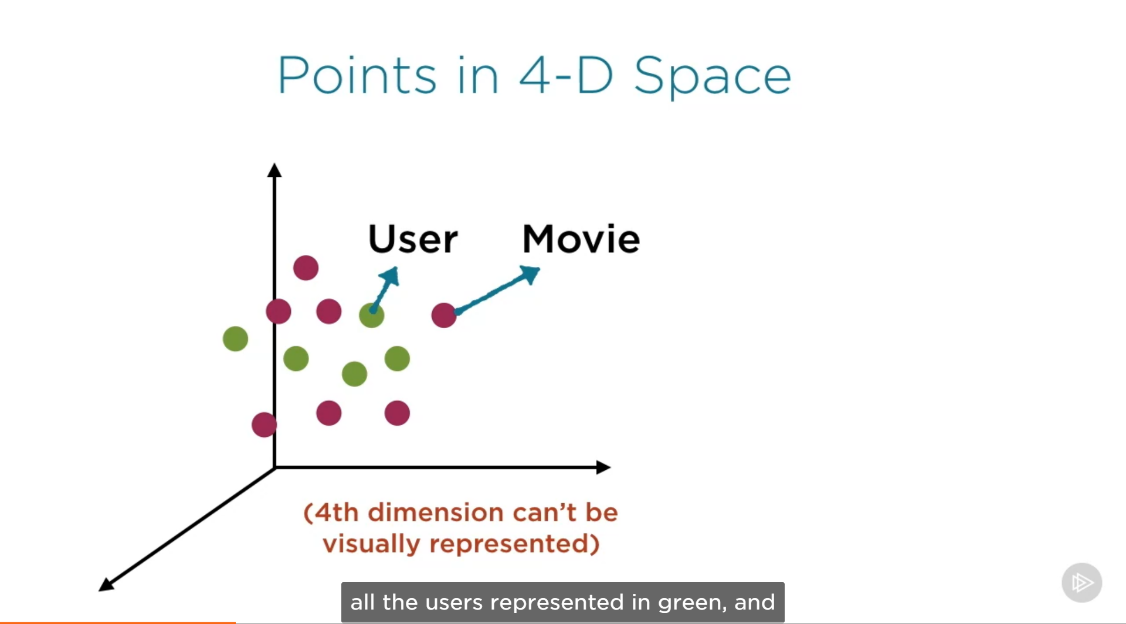 Points in 4-D Space
User
Movie
(4th dimension can't be
visually represented)
all the users represented in green, and